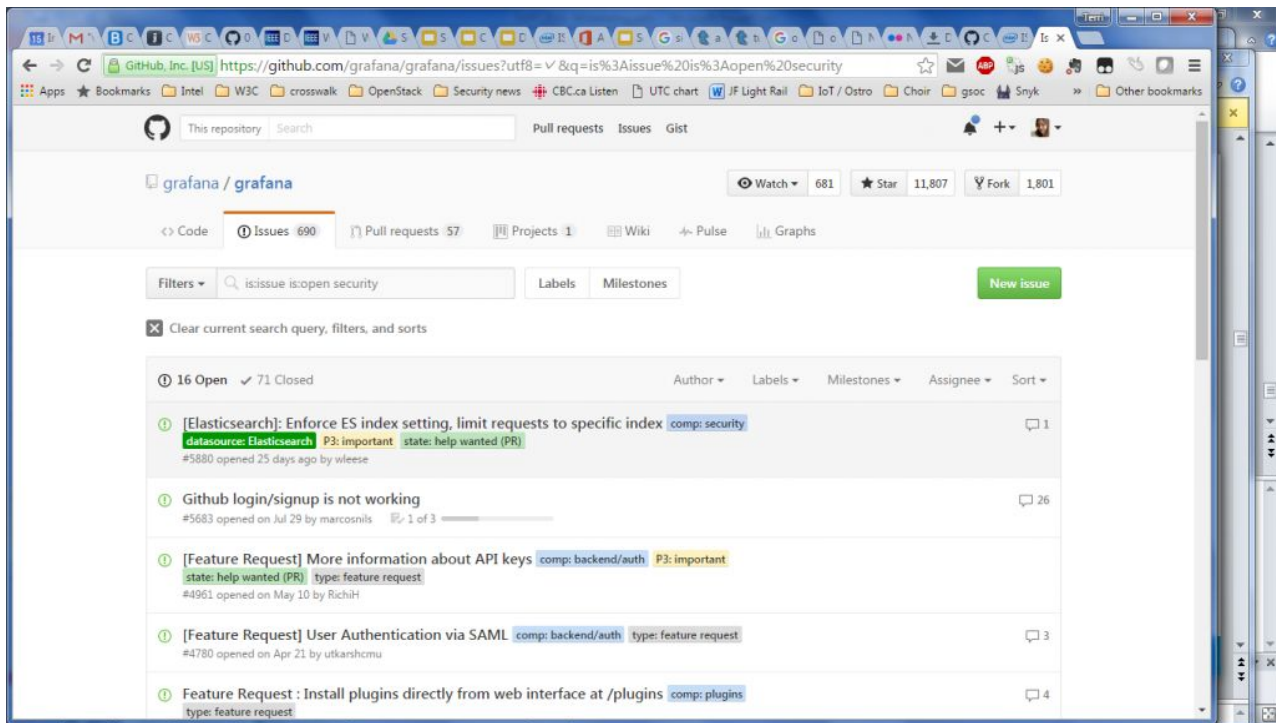 Terri
GitHub, Inc. [US] https://github.com/grafana/grafana/issues?utf8=✓&q=is%3Aissue%20is%3Aopen%20security
Apps Bookmarks Intel W3C crosswalk OpenStack Security news CBC.ca Listen UTC chart JF Light Rail IoT / Ostro Choir gsoc Snyk » Other bookmarks
This repository Search Pull requests Issues Gist
grafana / grafana Watch 681 Star 11,807 Fork 1,801
Code Issues 690 Pull requests 57 Projects 1 Wiki Pulse Graphs
Filters is:issue is:open security Labels Milestones New issue
Clear current search query, filters, and sorts
16 Open 71 Closed Author Labels Milestones Assignee Sort
[Elasticsearch]: Enforce ES index setting, limit requests to specific index comp: security 1
datasource: Elasticsearch P3: important state: help wanted (PR)
#5880 opened 25 days ago by wleese
Github login/signup is not working 26
#5683 opened on Jul 29 by marcosnils 1 of 3
[Feature Request] More information about API keys comp: backend/auth P3: important
state: help wanted (PR) type: feature request
#4961 opened on May 10 by RichiH
[Feature Request] User Authentication via SAML comp: backend/auth type: feature request 3
#4780 opened on Apr 21 by utkarshcmu
Feature Request : Install plugins directly from web interface at /plugins comp: plugins 4
type: feature request